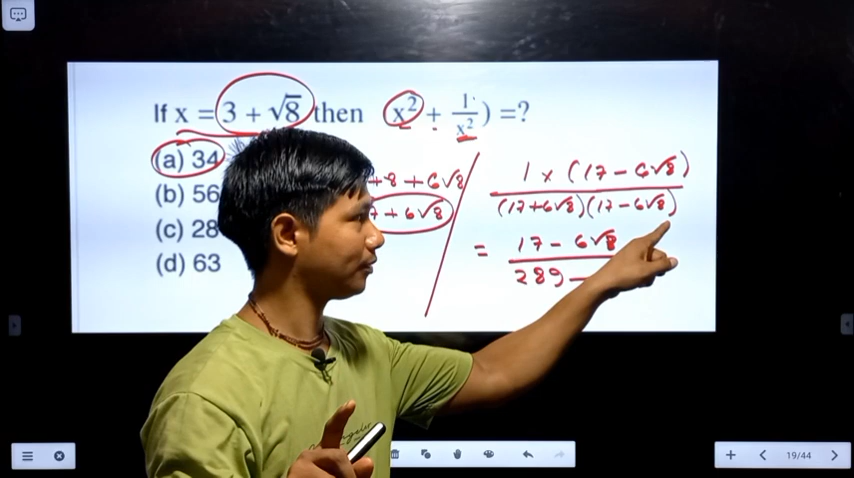 If x = 3 + √8 then (x² + 1/x²) = ?
(a) 34
(b) 56
(c) 28
(d) 63
+ 8 + 6√8
+ 6√8
1 × (17 - 6√8)
(17 + 6√8)(17 - 6√8)
= 17 - 6√8
289 -
19/44